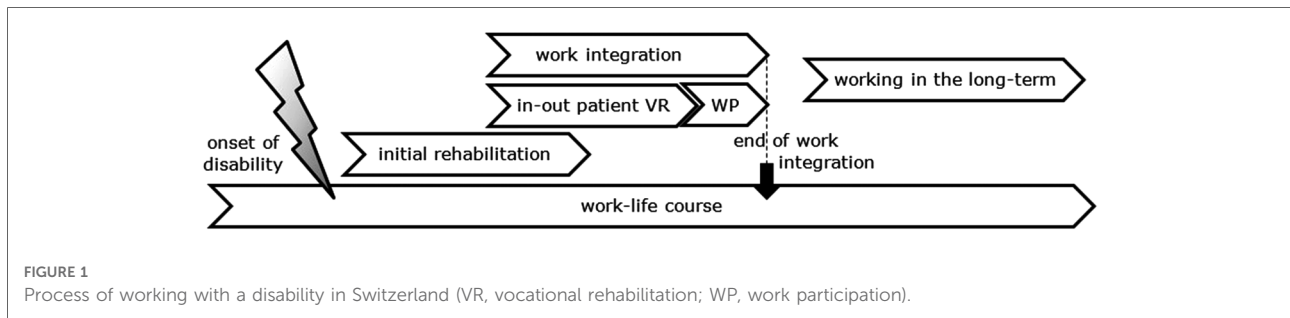 work integration
working in the long-term
in-out patient VR
WP
onset of
disability
initial rehabilitation
end of work
integration
work-life course
FIGURE 1
Process of working with a disability in Switzerland (VR, vocational rehabilitation; WP, work participation).